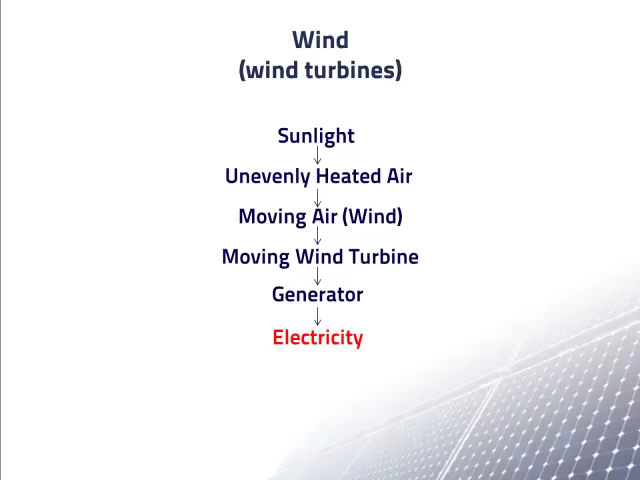 Wind
(wind turbines)
Sunlight
Unevenly Heated Air
Moving Air (Wind)
Moving Wind Turbine
Generator
Electricity